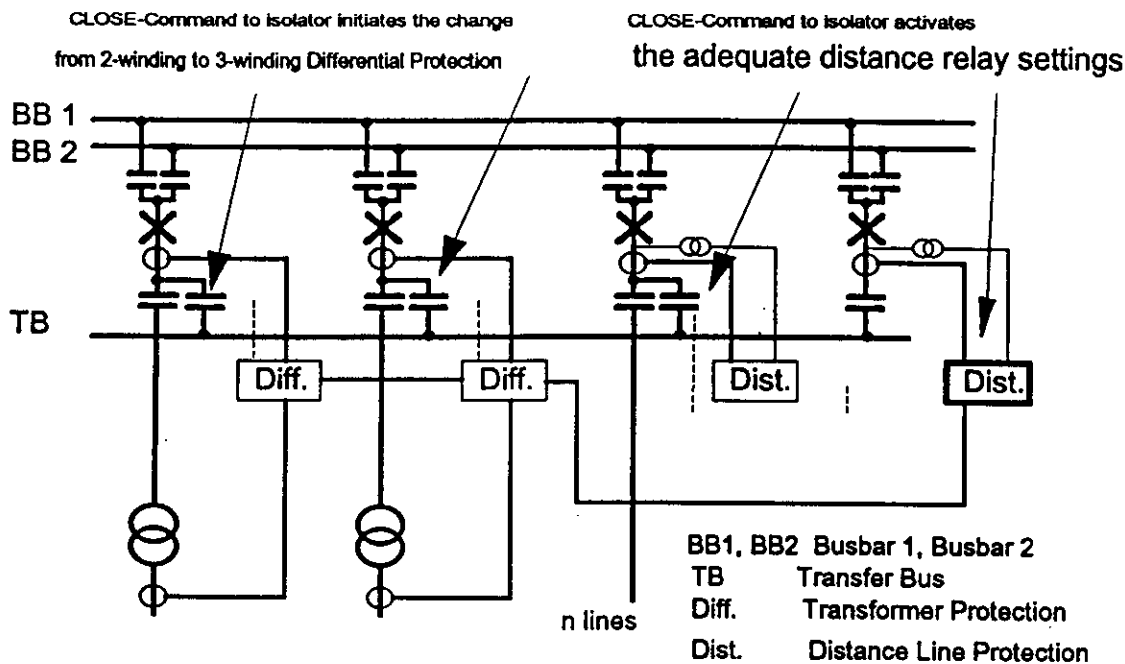 CLOSE-Command to isolator initiates the change
from 2-winding to 3-winding Differential Protection
CLOSE-Command to isolator activates
the adequate distance relay settings
BB 1
BB 2
TB
Diff.
Diff.
Dist.
Dist.
n lines
BB1, BB2 Busbar 1, Busbar 2
TB Transfer Bus
Diff. Transformer Protection
Dist. Distance Line Protection